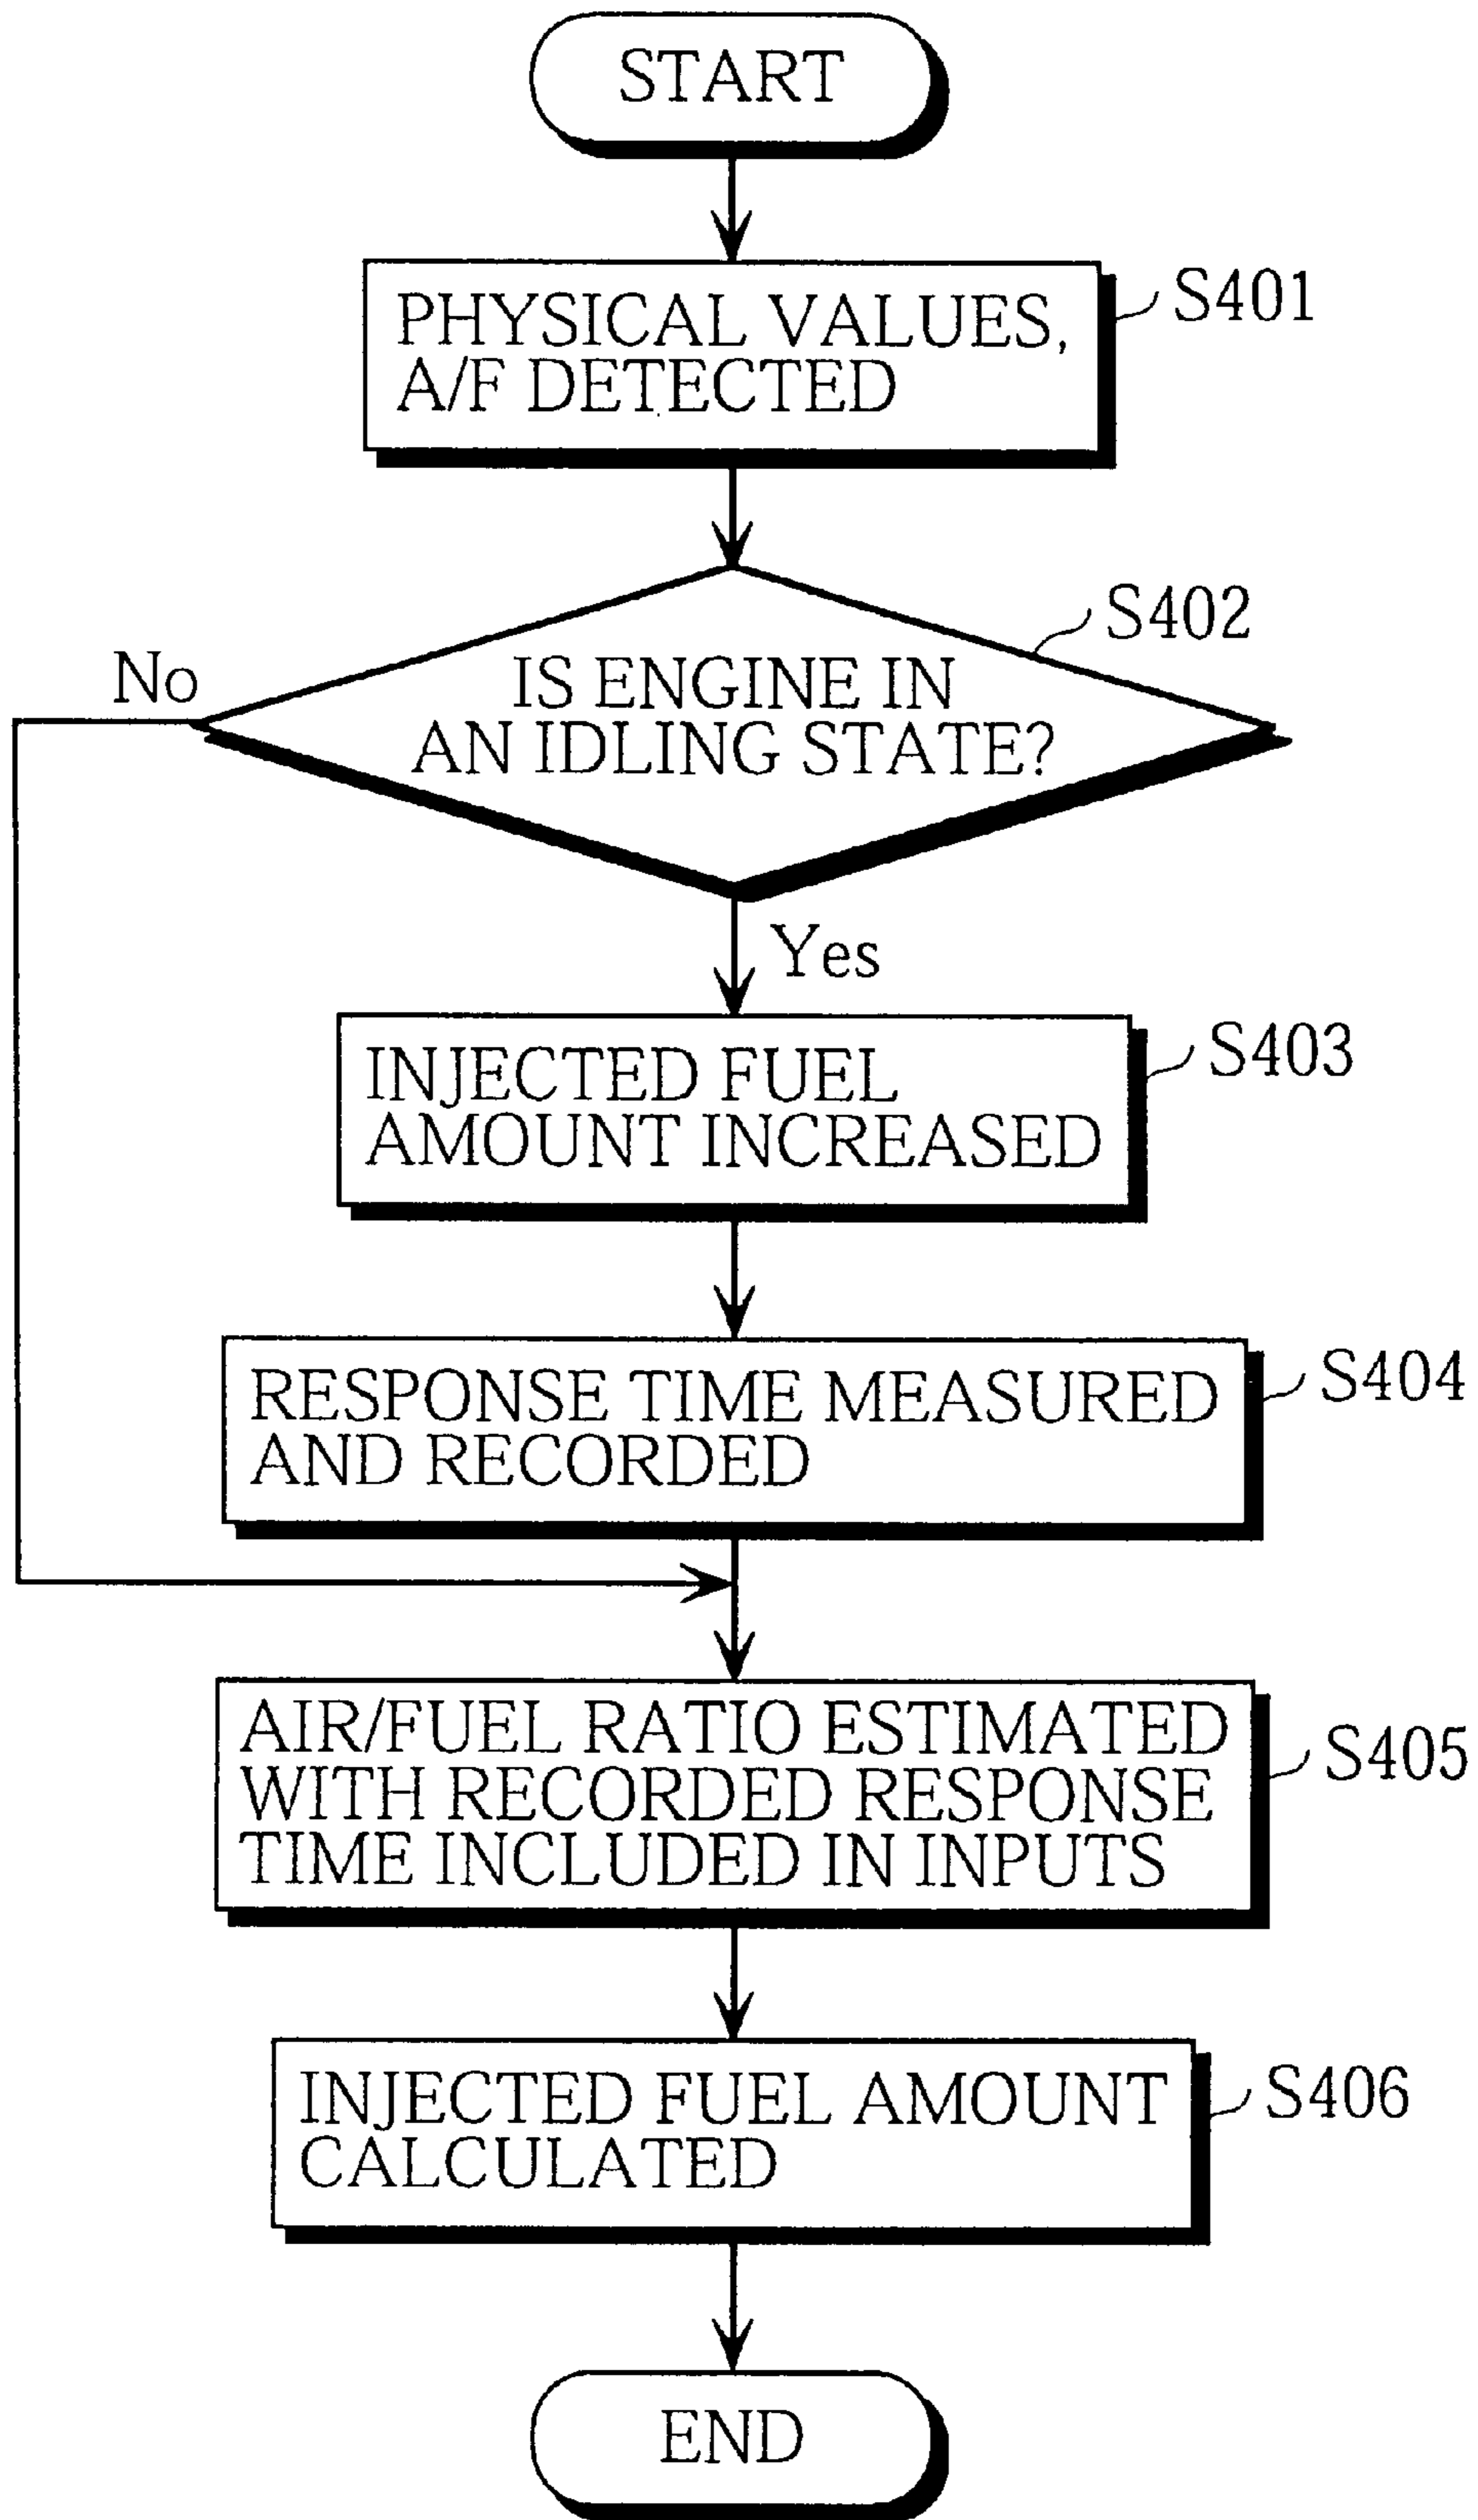 START
PHYSICAL VALUES,
A/F DETECTED
S401
S402
No
IS ENGINE IN
AN IDLING STATE?
Yes
INJECTED FUEL
AMOUNT INCREASED
S403
RESPONSE TIME MEASURED
AND RECORDED
S404
AIR/FUEL RATIO ESTIMATED
WITH RECORDED RESPONSE
TIME INCLUDED IN INPUTS
S405
INJECTED FUEL AMOUNT
CALCULATED
S406
END